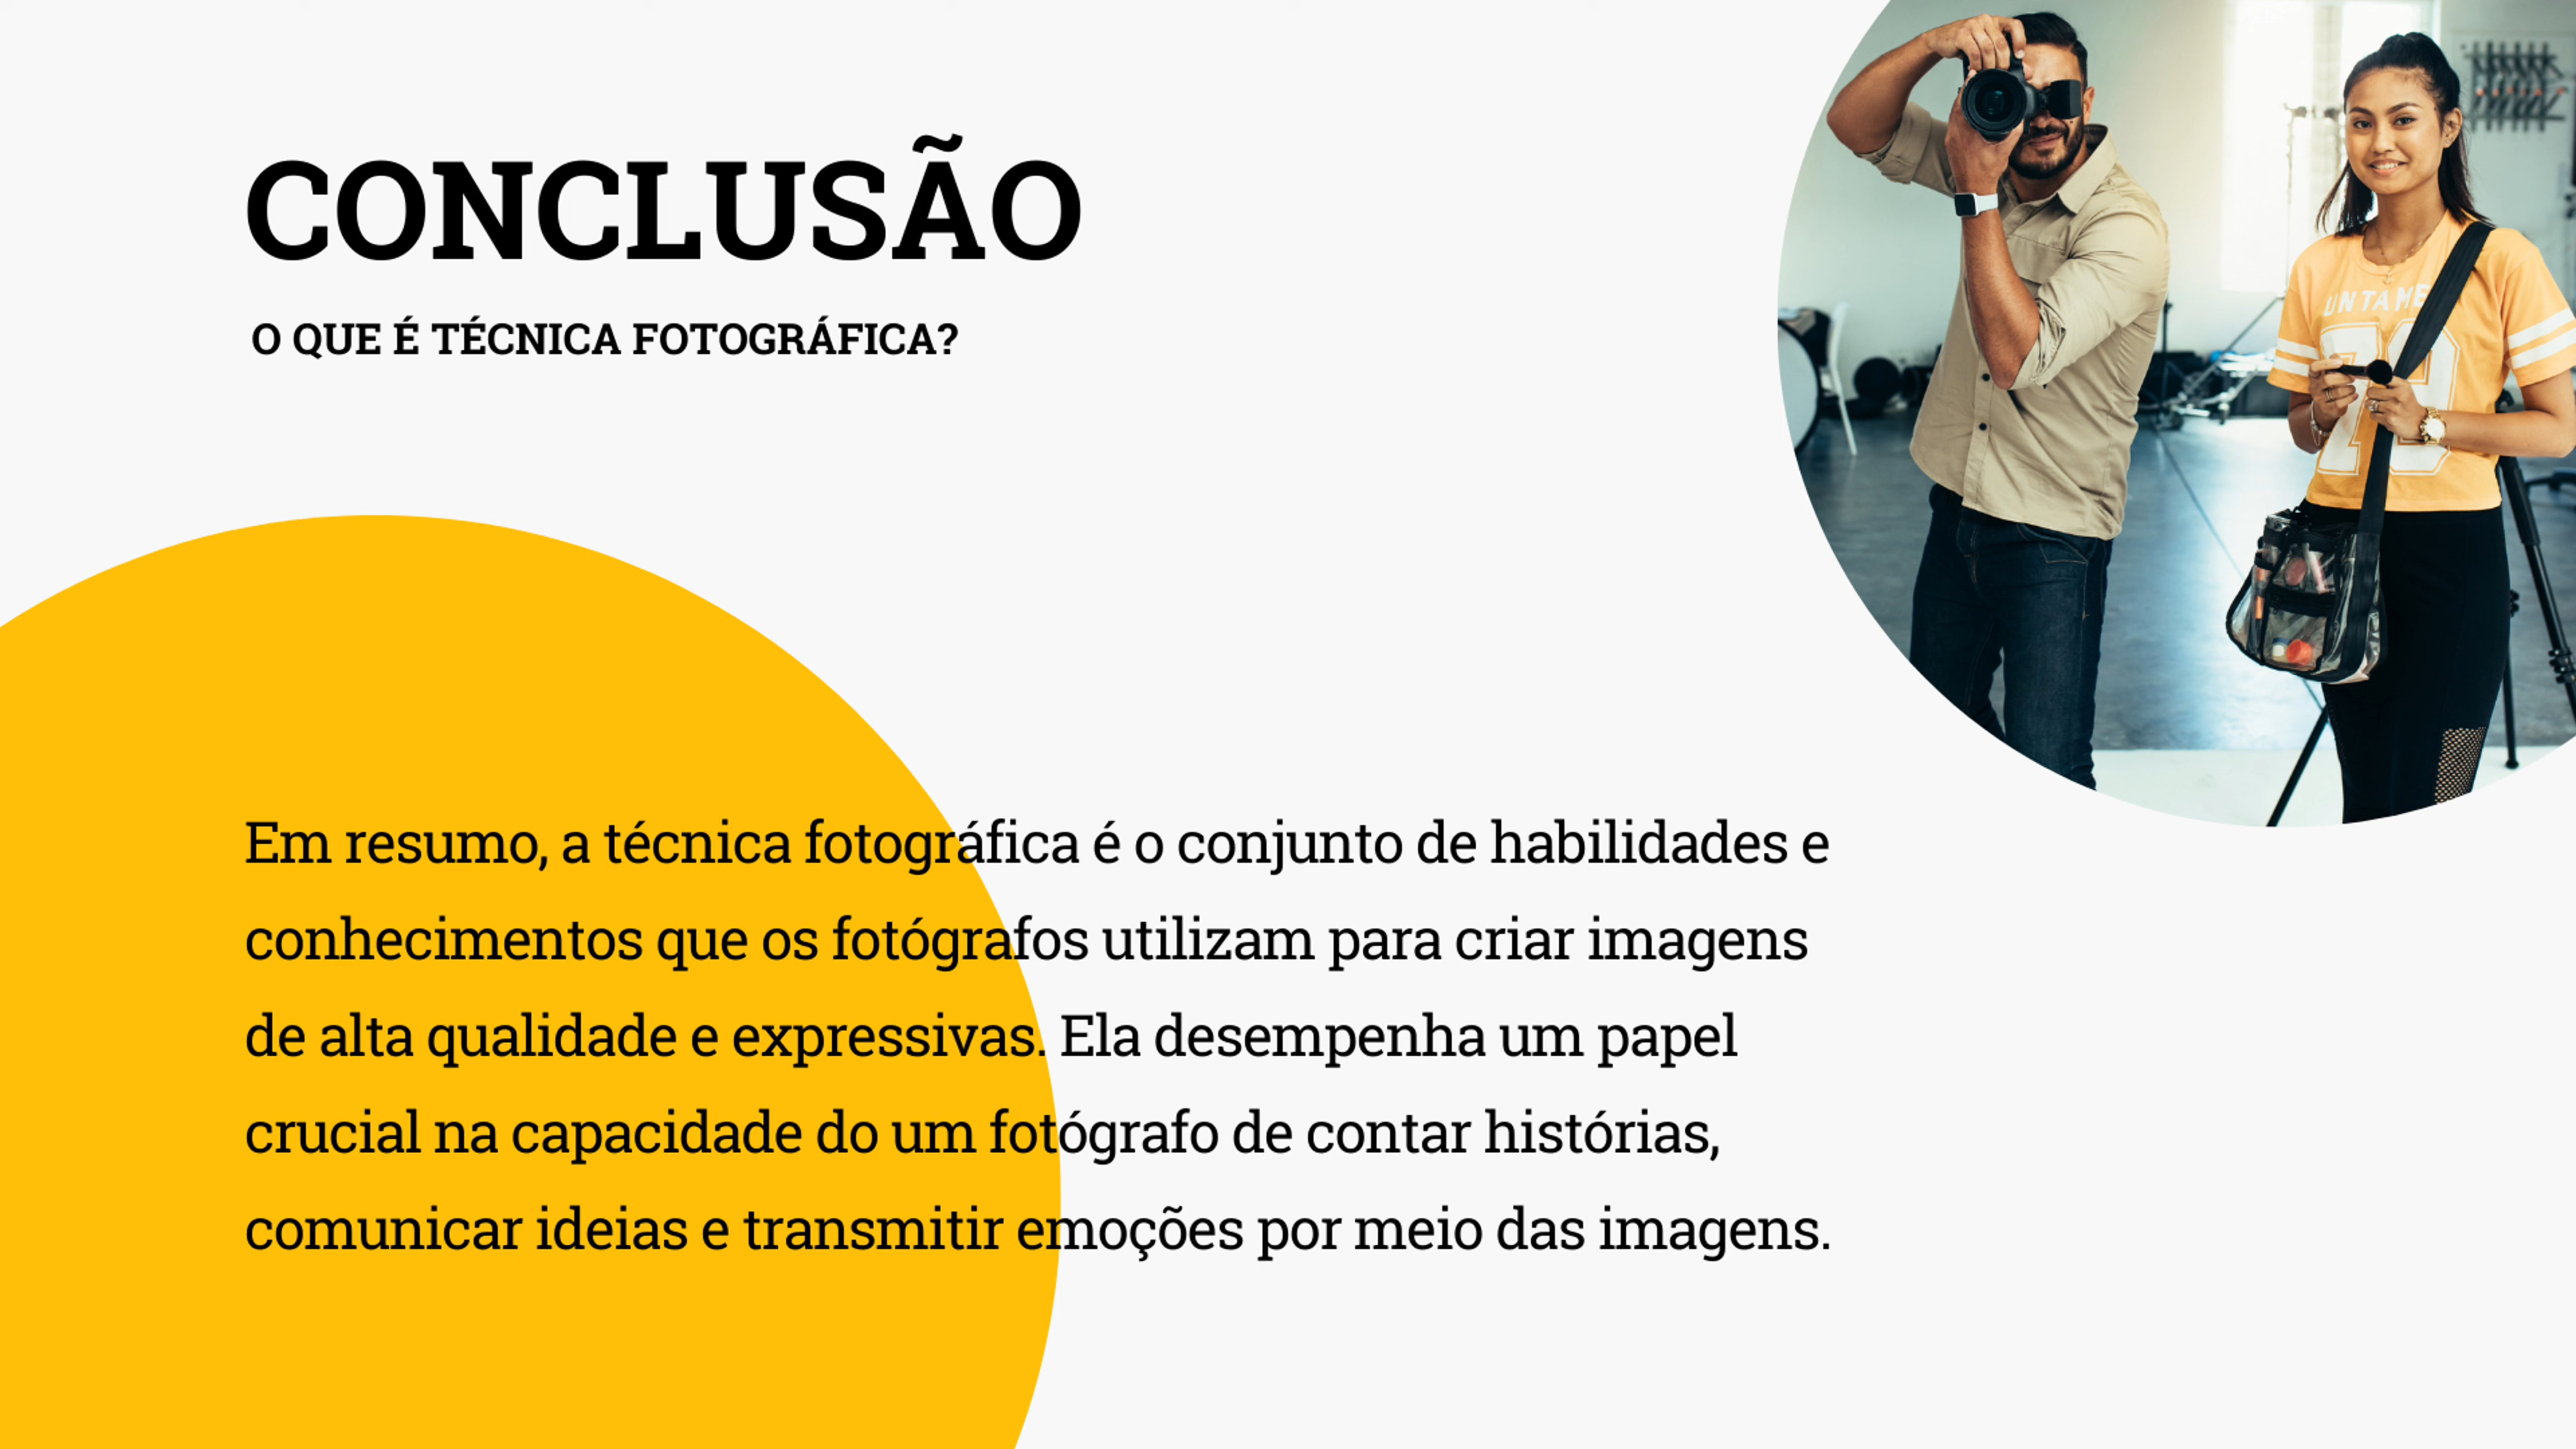 CONCLUSÃO
O QUE É TÉCNICA FOTOGRÁFICA?
UNTAME
79
Em resumo, a técnica fotográfica é o conjunto de habilidades e
conhecimentos que os fotógrafos utilizam para criar imagens
de alta qualidade e expressivas. Ela desempenha um papel
crucial na capacidade do um fotógrafo de contar histórias,
comunicar ideias e transmitir emoções por meio das imagens.